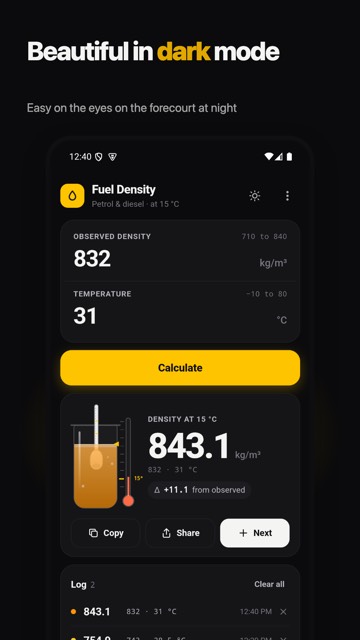 Beautiful in dark mode
Easy on the eyes on the forecourt at night
12:40
Fuel Density
Petrol & diesel · at 15 °C
OBSERVED DENSITY 710 to 840
832 kg/m³
TEMPERATURE −10 to 80
31 °C
Calculate
DENSITY AT 15 °C
843.1 kg/m³
832 · 31 °C
15°
Δ +11.1 from observed
Copy Share + Next
Log 2 Clear all
843.1 832 · 31 °C 12:40 PM ×